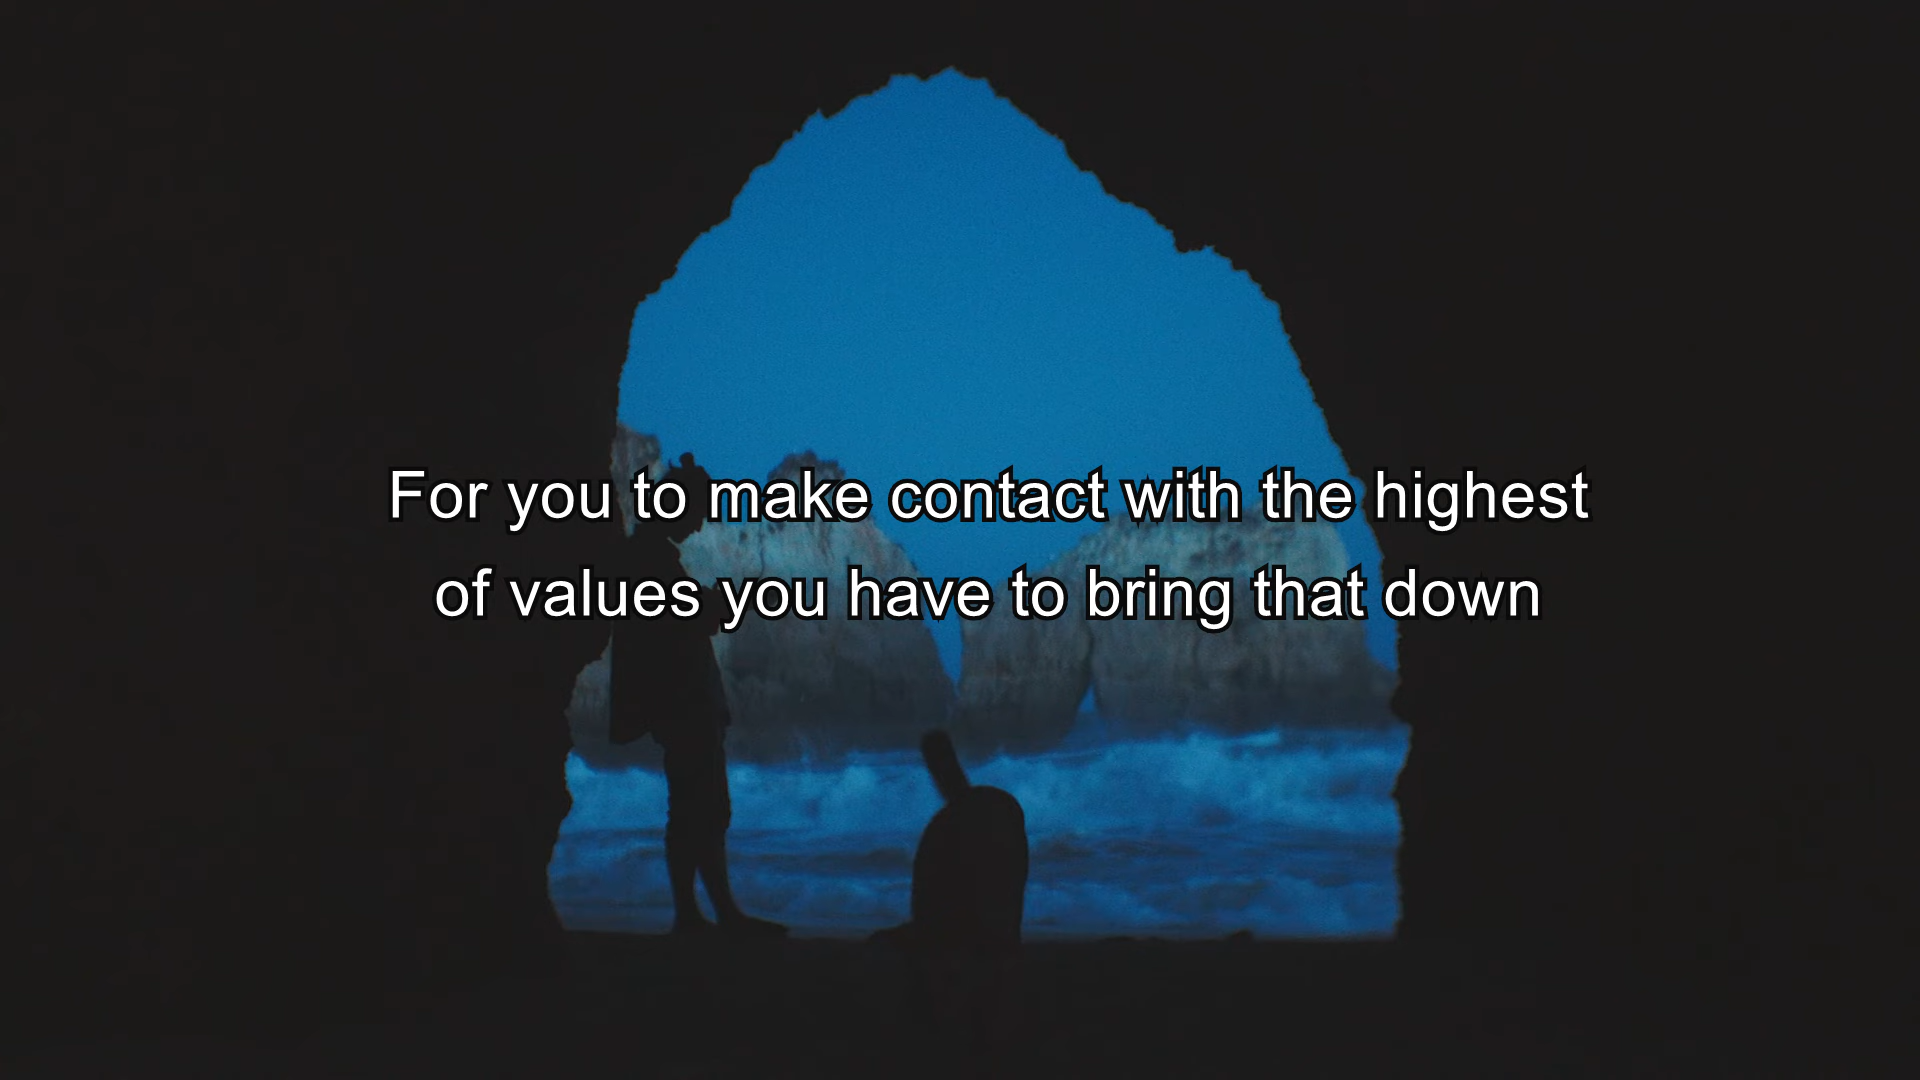 For you to make contact with the highest
of values you have to bring that down